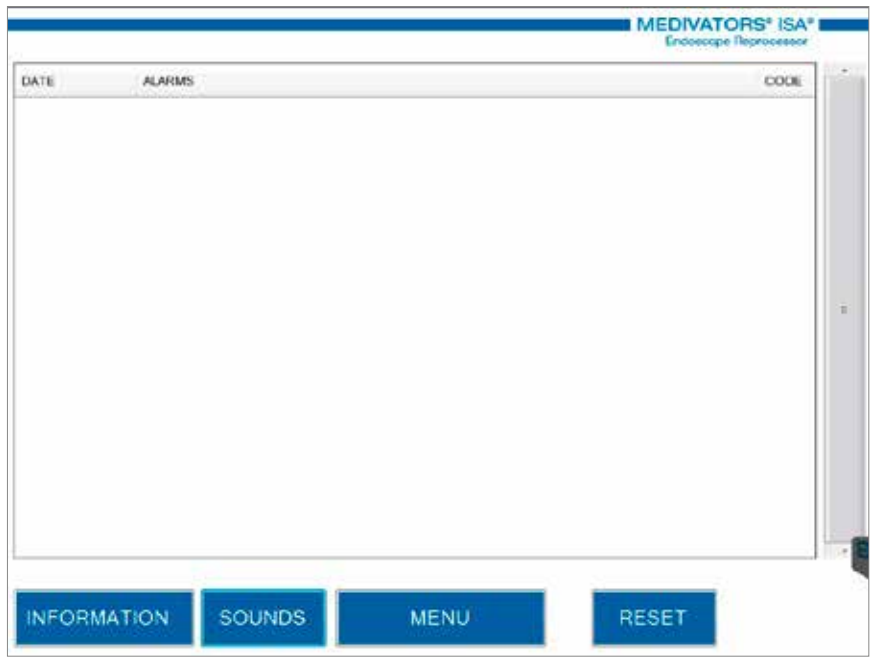 MEDIVATORS® ISA®
Endoscope Reprocessor
DATE ALARMS CODE
INFORMATION SOUNDS MENU RESET